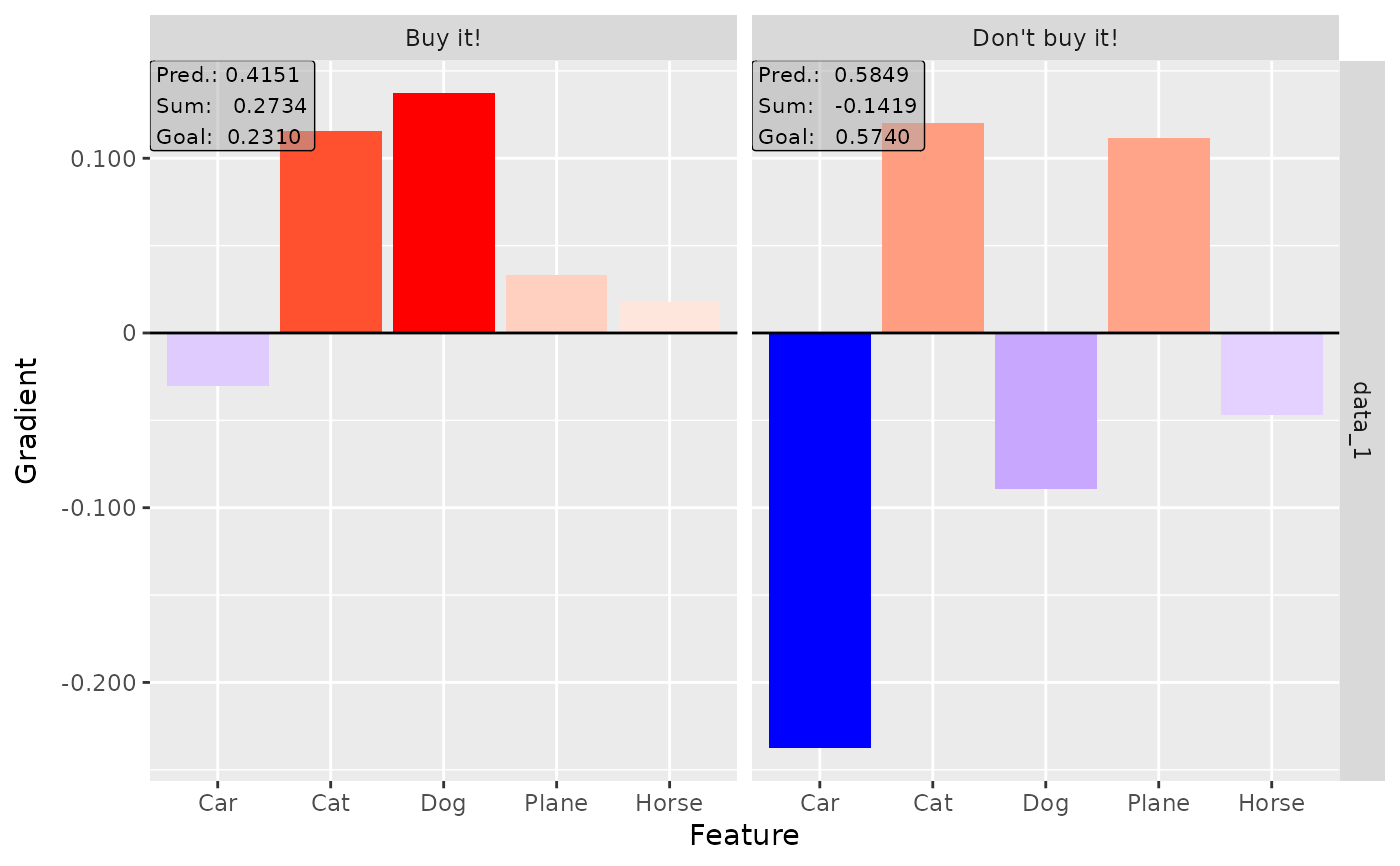 Buy it!
Don't buy it!
Pred.: 0.4151
Sum: 0.2734
Goal: 0.2310
Pred.: 0.5849
Sum: -0.1419
Goal: 0.5740
0.100
0
-0.100
-0.200
Gradient
data_1
Car Cat Dog Plane Horse
Car Cat Dog Plane Horse
Feature